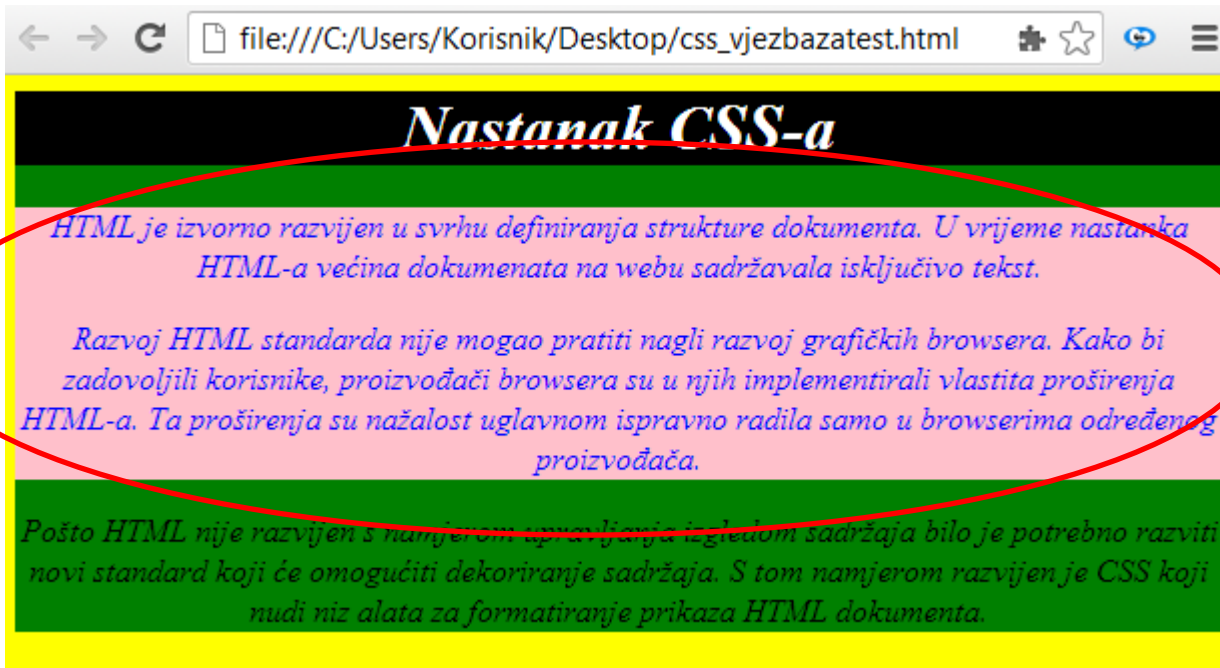 file:///C:/Users/Korisnik/Desktop/css_vjezbazatest.html
Nastanak CSS-a
HTML je izvorno razvijen u svrhu definiranja strukture dokumenta. U vrijeme nastanka
HTML-a većina dokumenata na webu sadržavala isključivo tekst.
Razvoj HTML standarda nije mogao pratiti nagli razvoj grafičkih browsera. Kako bi
zadovoljili korisnike, proizvođači browsera su u njih implementirali vlastita proširenja
HTML-a. Ta proširenja su nažalost uglavnom ispravno radila samo u browserima određenog
proizvođača.
Pošto HTML nije razvijen s namjerom upravljanja izgledom sadržaja bilo je potrebno razviti
novi standard koji će omogućiti dekoriranje sadržaja. S tom namjerom razvijen je CSS koji
nudi niz alata za formatiranje prikaza HTML dokumenta.